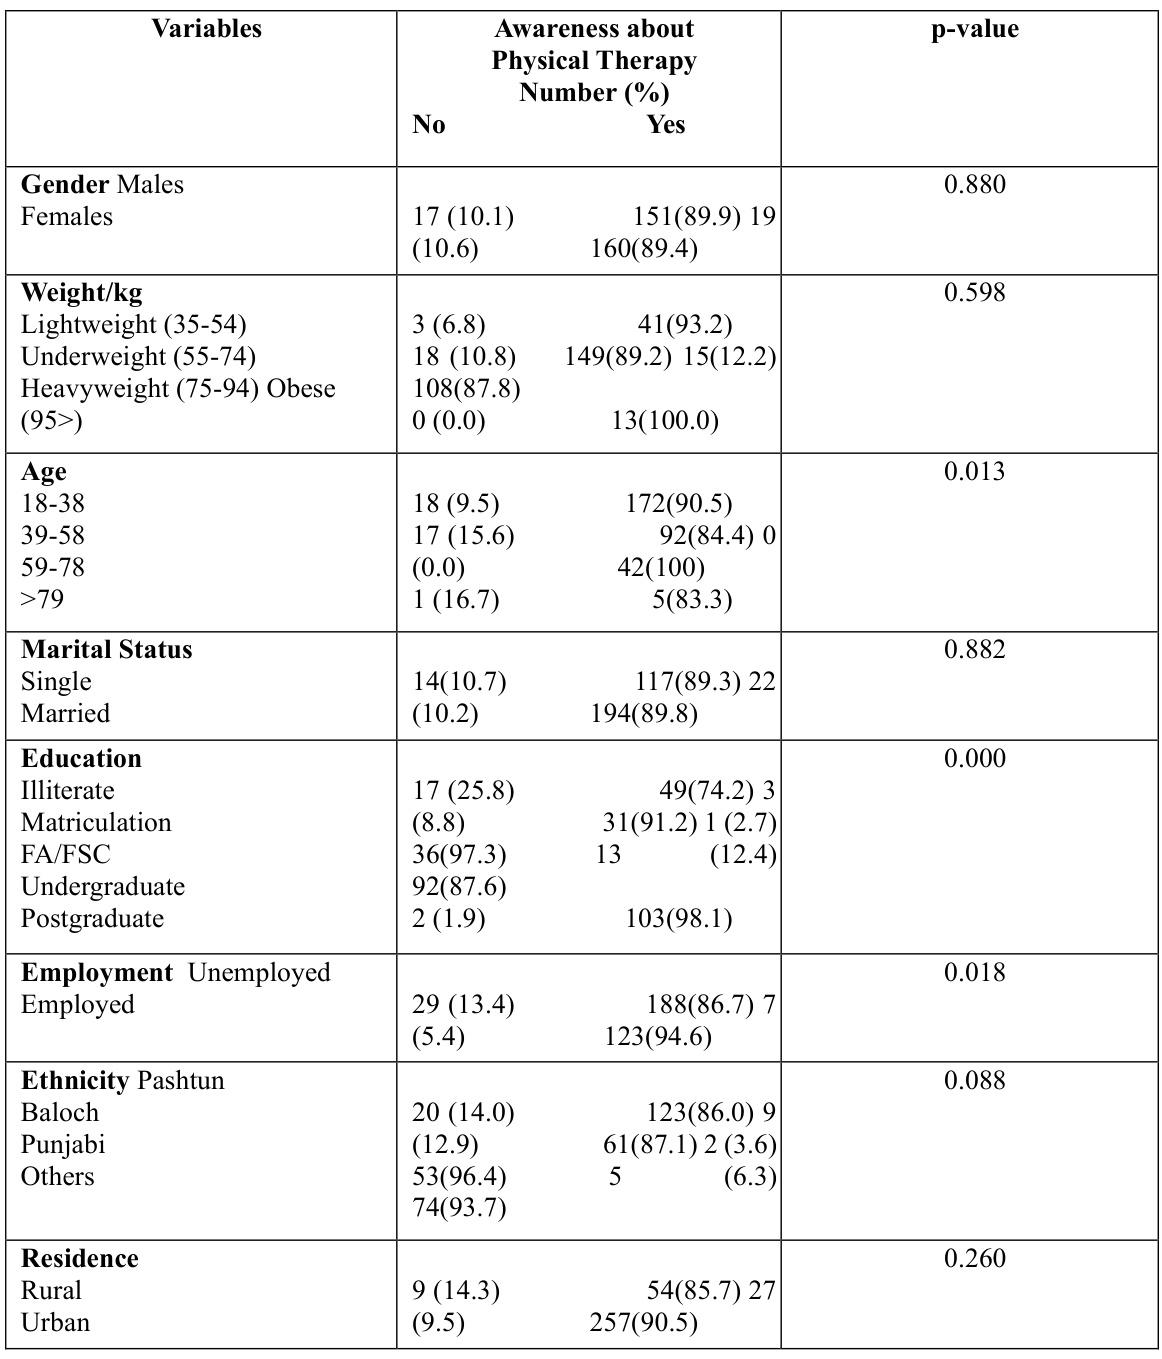 Variables Awareness about p-value
Physical Therapy
Number (%)
No Yes
Gender Males 0.880
Females 17 (10.1) 151(89.9) 19
(10.6) 160(89.4)
Weight/kg 0.598
Lightweight (35-54) 3 (6.8) 41(93.2)
Underweight (55-74) 18 (10.8) 149(89.2) 15(12.2)
Heavyweight (75-94) Obese 108(87.8)
(95>) 0 (0.0) 13(100.0)
Age 0.013
18-38 18 (9.5) 172(90.5)
39-58 17 (15.6) 92(84.4) 0
59-78 (0.0) 42(100)
>79 1 (16.7) 5(83.3)
Marital Status 0.882
Single 14(10.7) 117(89.3) 22
Married (10.2) 194(89.8)
Education 0.000
Illiterate 17 (25.8) 49(74.2) 3
Matriculation (8.8) 31(91.2) 1 (2.7)
FA/FSC 36(97.3) 13 (12.4)
Undergraduate 92(87.6)
Postgraduate 2 (1.9) 103(98.1)
Employment Unemployed 0.018
Employed 29 (13.4) 188(86.7) 7
(5.4) 123(94.6)
Ethnicity Pashtun 0.088
Baloch 20 (14.0) 123(86.0) 9
Punjabi (12.9) 61(87.1) 2 (3.6)
Others 53(96.4) 5 (6.3)
74(93.7)
Residence 0.260
Rural 9 (14.3) 54(85.7) 27
Urban (9.5) 257(90.5)